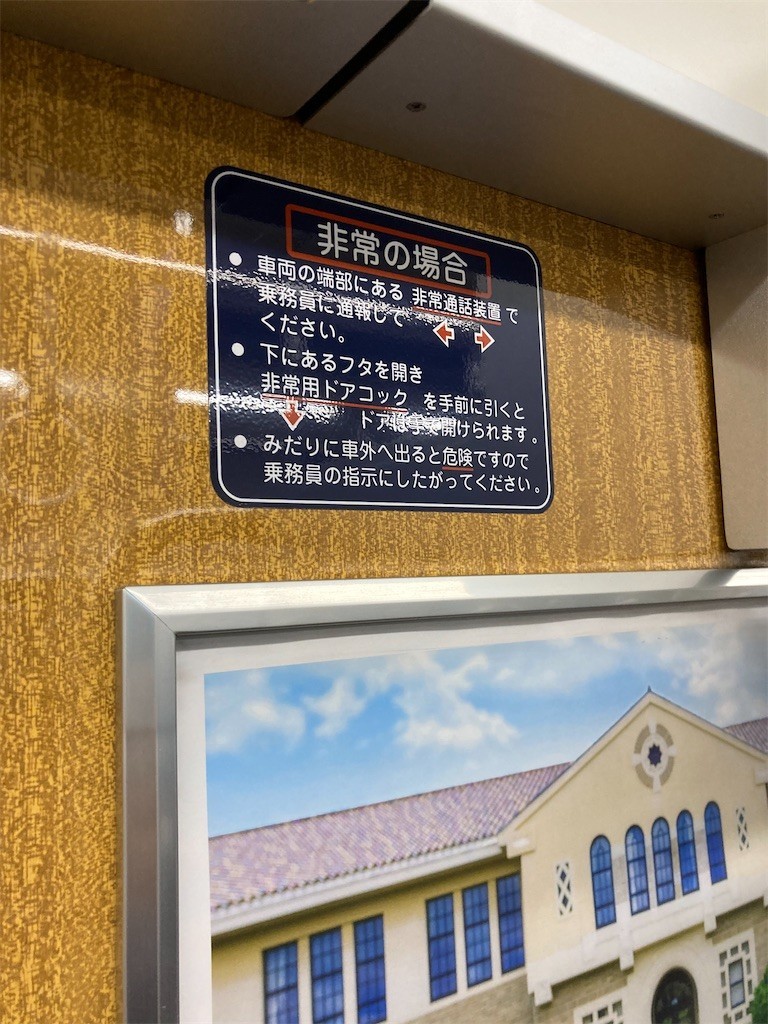 非常の場合
● 車両の端部にある 非常通話装置で
乗務員に通報して
ください。
● 下にあるフタを開き
非常用ドアコック を手前に引くと
ドアは手で開けられます。
● みだりに車外へ出ると危険ですので
乗務員の指示にしたがってください。